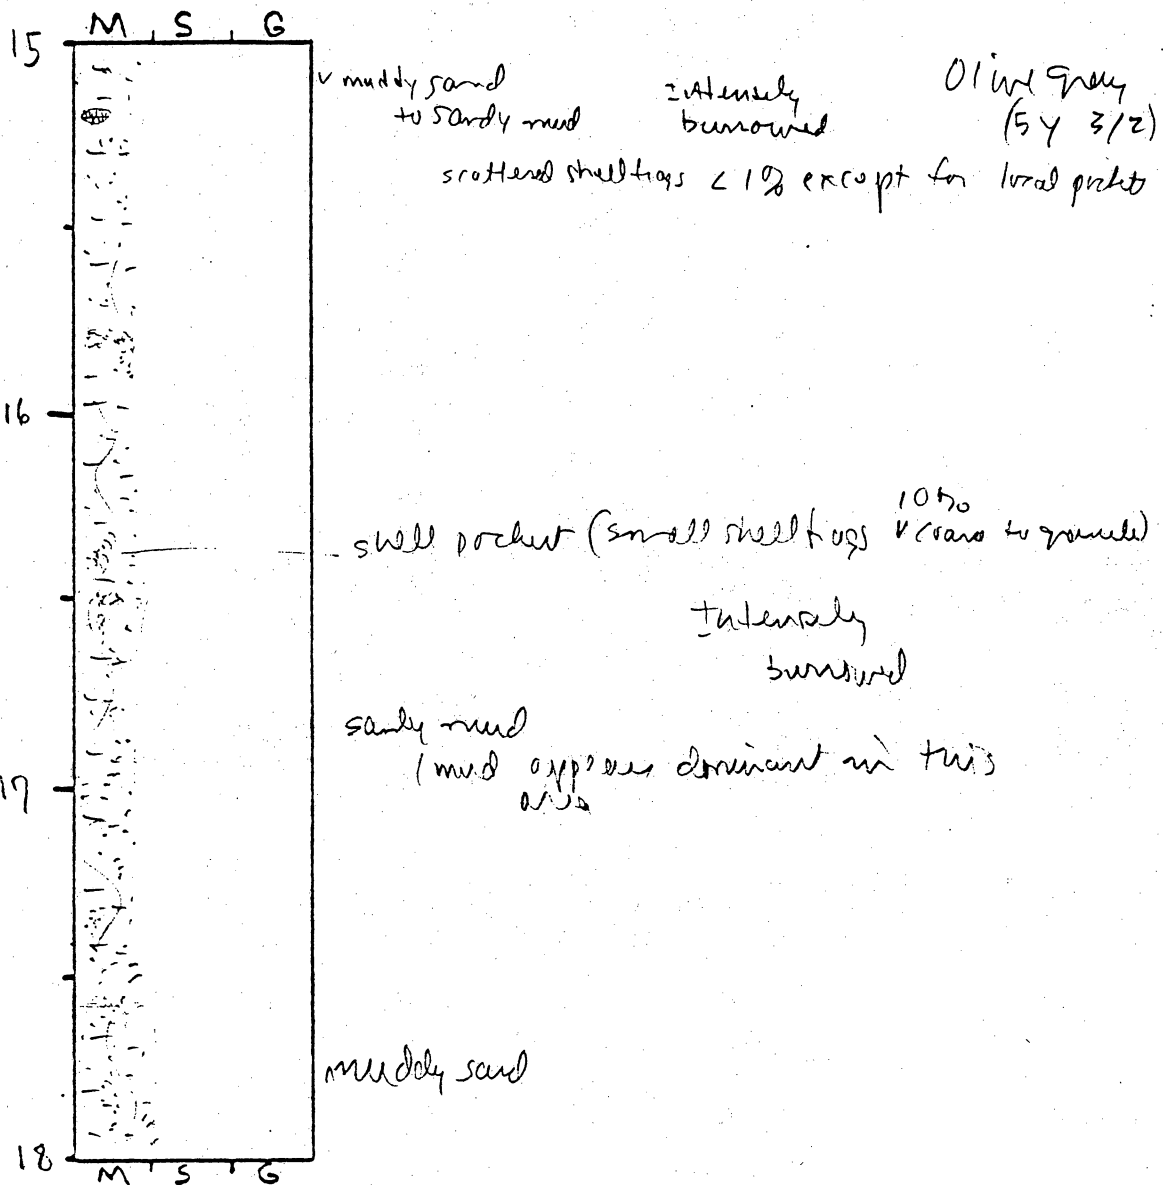 M S G
15
v muddy sand
to sandy mud
± intensely
burrowed
Olive gray
(5Y 3/2)
scattered shell frags < 1% except for local pockets
16
shell pocket (small shell frags v coarse to granule)
10%
± intensely
burrowed
sandy mud
(mud appears dominant in this
area
17
muddy sand
18
M S G